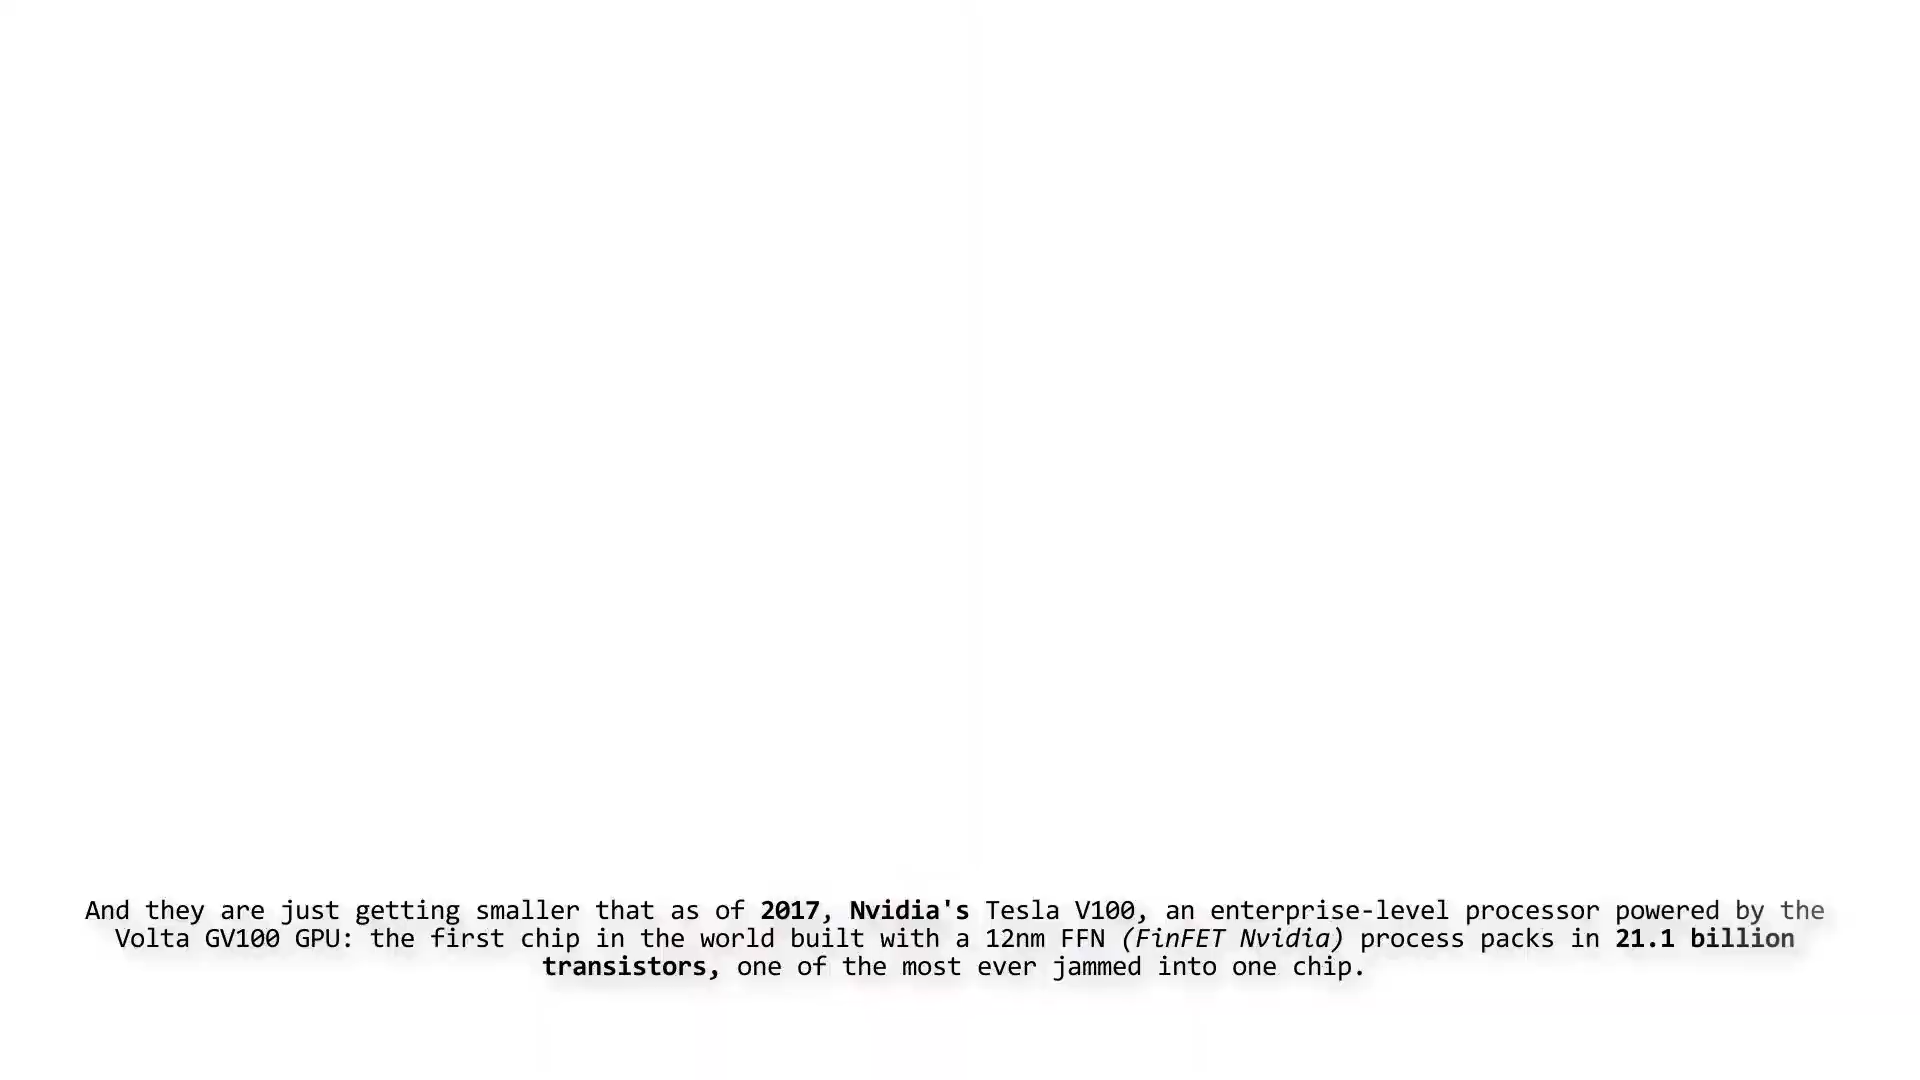 And they are just getting smaller that as of 2017, Nvidia's Tesla V100, an enterprise-level processor powered by the
Volta GV100 GPU: the first chip in the world built with a 12nm FFN (FinFET Nvidia) process packs in 21.1 billion
transistors, one of the most ever jammed into one chip.